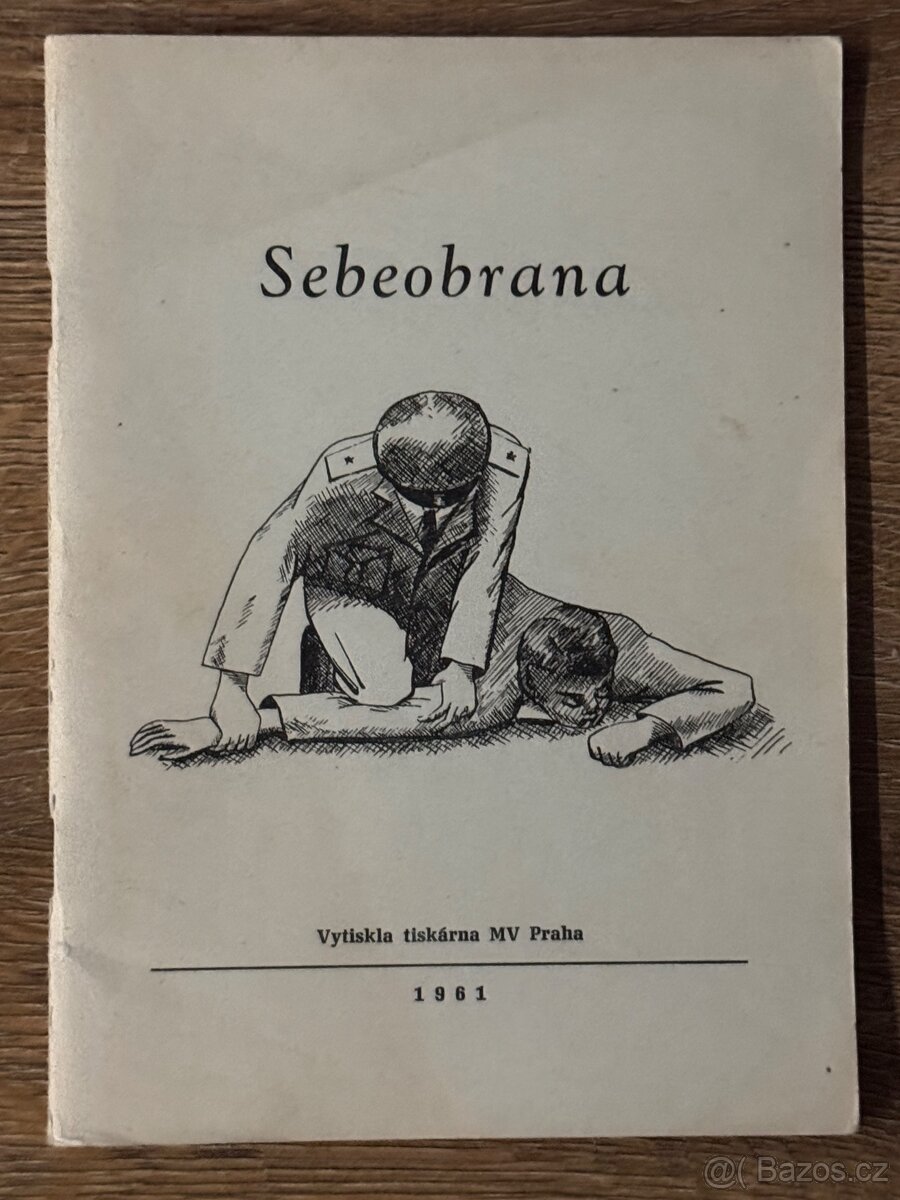 Sebeobrana
Vytiskla tiskárna MV Praha
1961
@( Bazos.cz